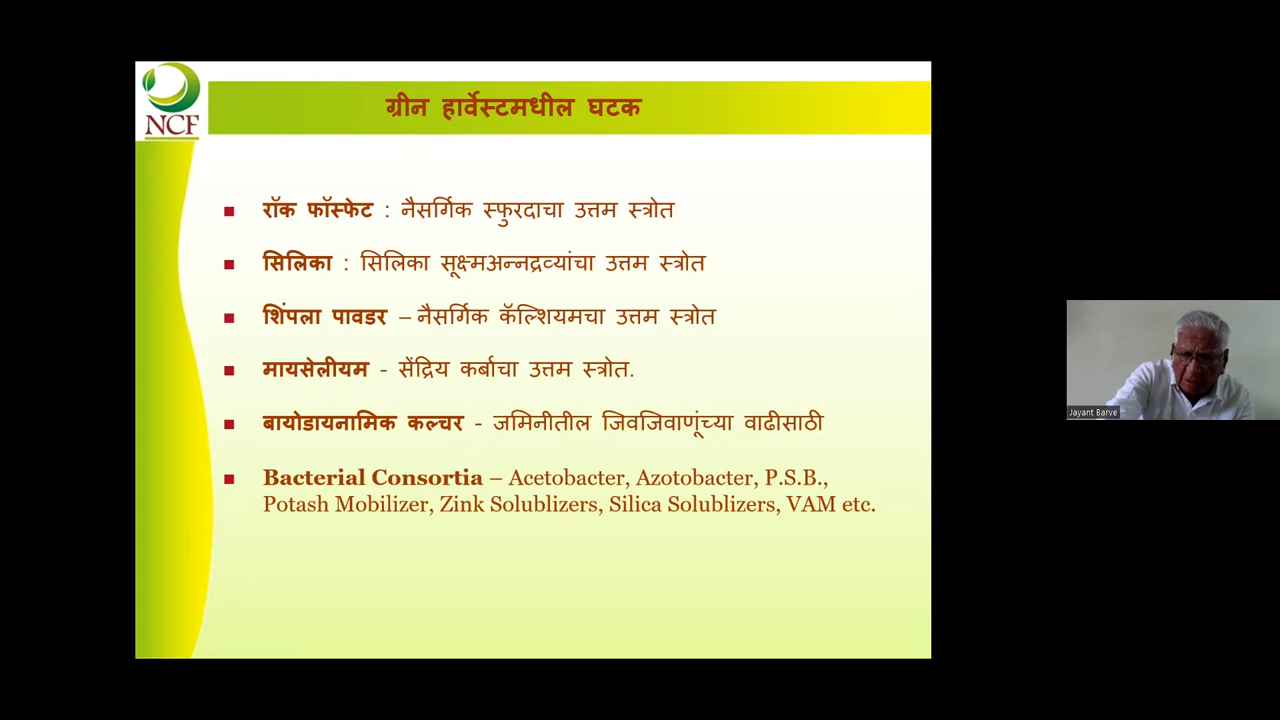 NCF
ग्रीन हार्वेस्टमधील घटक
रॉक फॉस्फेट : नैसर्गिक स्फुरदाचा उत्तम स्त्रोत
सिलिका : सिलिका सूक्ष्मअन्नद्रव्यांचा उत्तम स्त्रोत
शिंपला पावडर – नैसर्गिक कॅल्शियमचा उत्तम स्त्रोत
मायसेलीयम - सेंद्रिय कर्बाचा उत्तम स्त्रोत.
बायोडायनामिक कल्चर - जमिनीतील जिवजिवाणूंच्या वाढीसाठी
Bacterial Consortia – Acetobacter, Azotobacter, P.S.B.,
Potash Mobilizer, Zink Solublizers, Silica Solublizers, VAM etc.
Jayant Barve